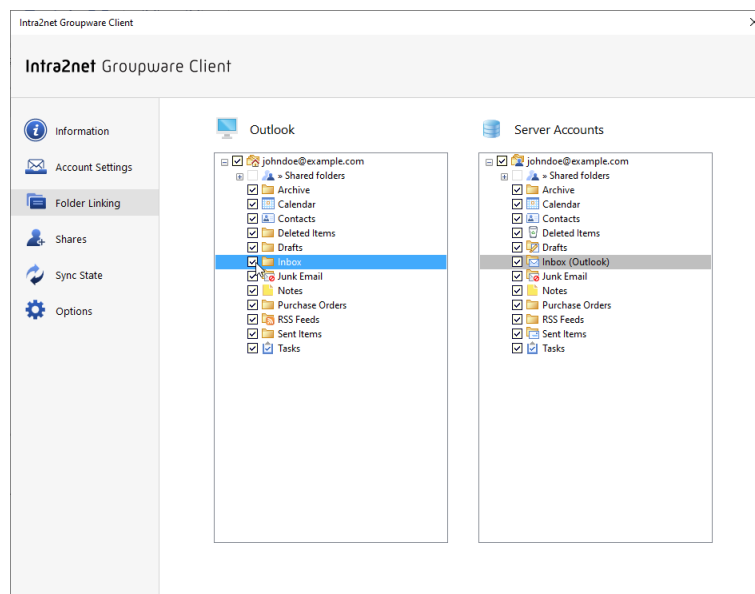 Intra2net Groupware Client
Intra2net Groupware Client
Information
Account Settings
Folder Linking
Shares
Sync State
Options
Outlook
johndoe@example.com
» Shared folders
Archive
Calendar
Contacts
Deleted Items
Drafts
Inbox
Junk Email
Notes
Purchase Orders
RSS Feeds
Sent Items
Tasks
Server Accounts
johndoe@example.com
» Shared folders
Archive
Calendar
Contacts
Deleted Items
Drafts
Inbox (Outlook)
Junk Email
Notes
Purchase Orders
RSS Feeds
Sent Items
Tasks